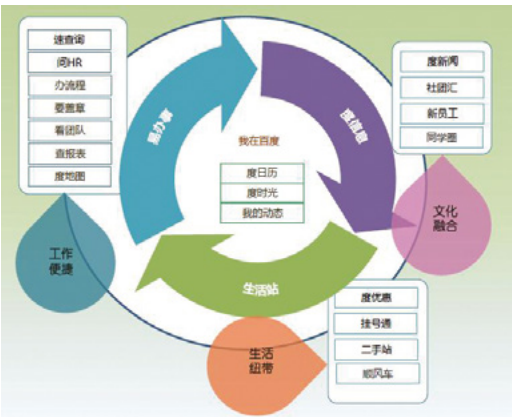 速查询
问HR
办流程
要盖章
看团队
查报表
度地图
工作
便捷
易办事
度信息
我在百度
度日历
度时光
我的动态
生活站
度新闻
社团汇
新员工
同学圈
文化
融合
度优惠
挂号通
二手站
顺风车
生活
纽带